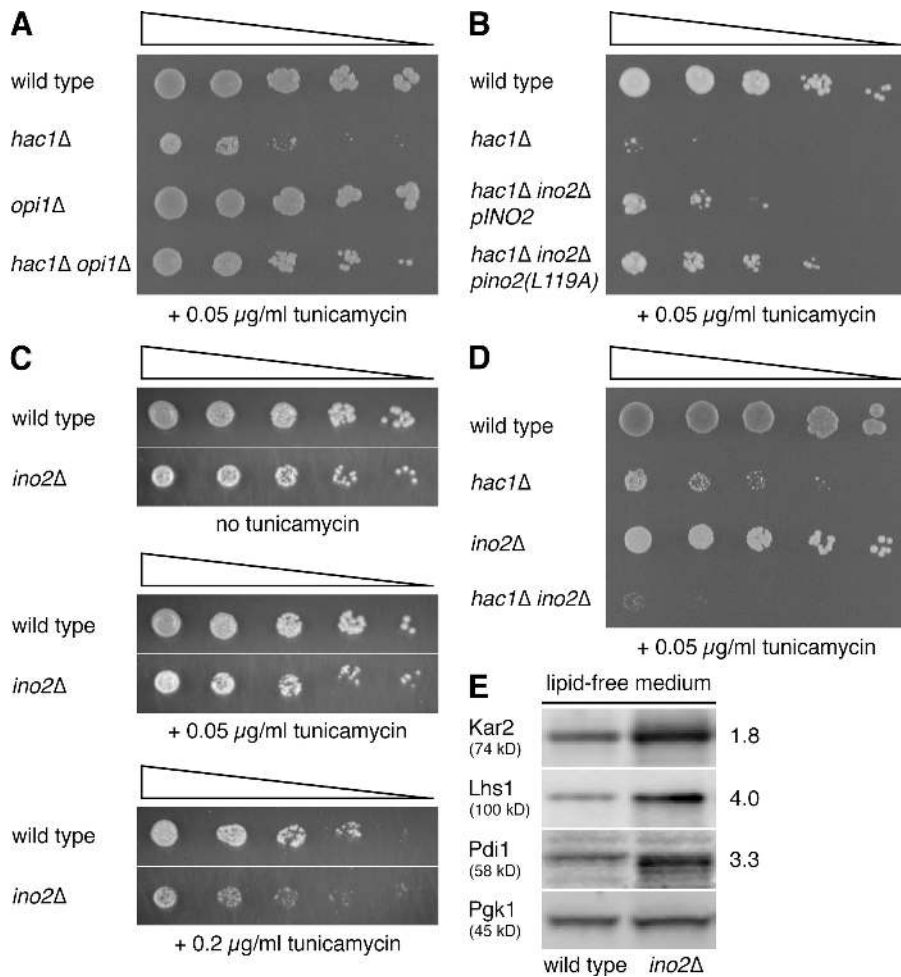 A
wild type
hac1Δ
opi1Δ
hac1Δ opi1Δ
+ 0.05 µg/ml tunicamycin
B
wild type
hac1Δ
hac1Δ ino2Δ
pINO2
hac1Δ ino2Δ
pino2(L119A)
+ 0.05 µg/ml tunicamycin
C
wild type
ino2Δ
no tunicamycin
wild type
ino2Δ
+ 0.05 µg/ml tunicamycin
wild type
ino2Δ
+ 0.2 µg/ml tunicamycin
D
wild type
hac1Δ
ino2Δ
hac1Δ ino2Δ
+ 0.05 µg/ml tunicamycin
E
lipid-free medium
Kar2
(74 kD)
1.8
Lhs1
(100 kD)
4.0
Pdi1
(58 kD)
3.3
Pgk1
(45 kD)
wild type ino2Δ